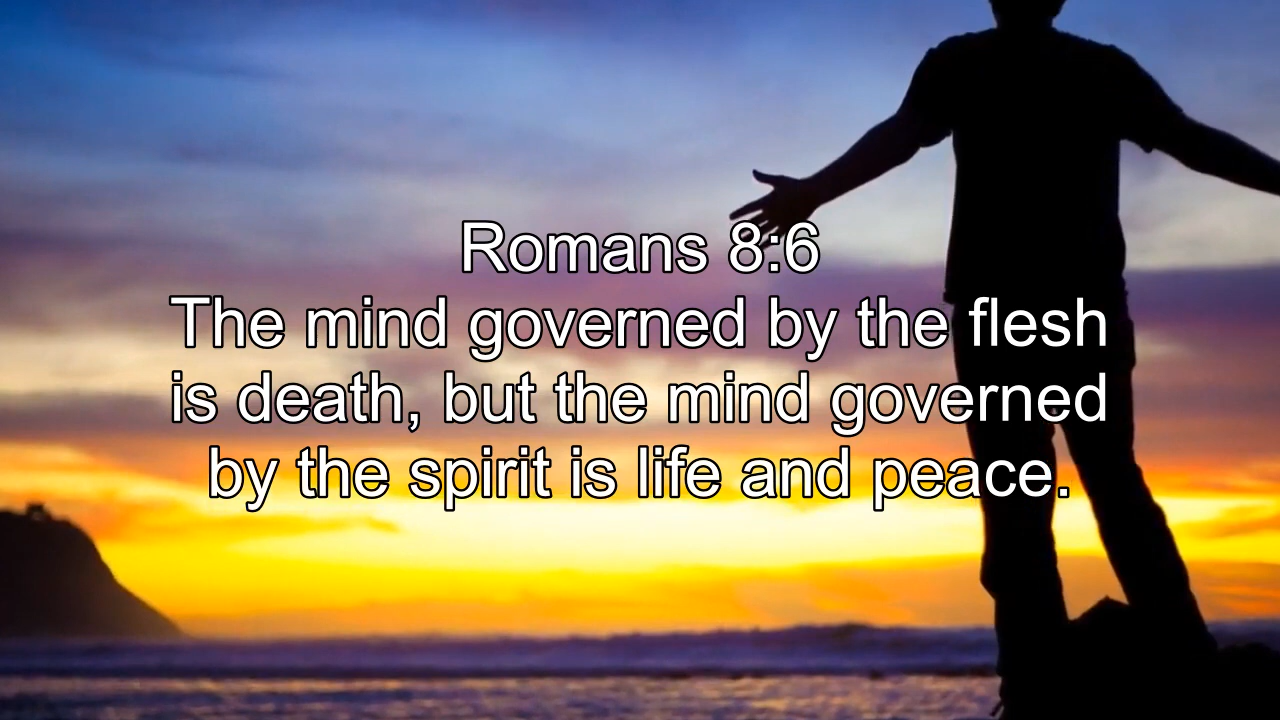 Romans 8:6
The mind governed by the flesh
is death, but the mind governed
by the spirit is life and peace.